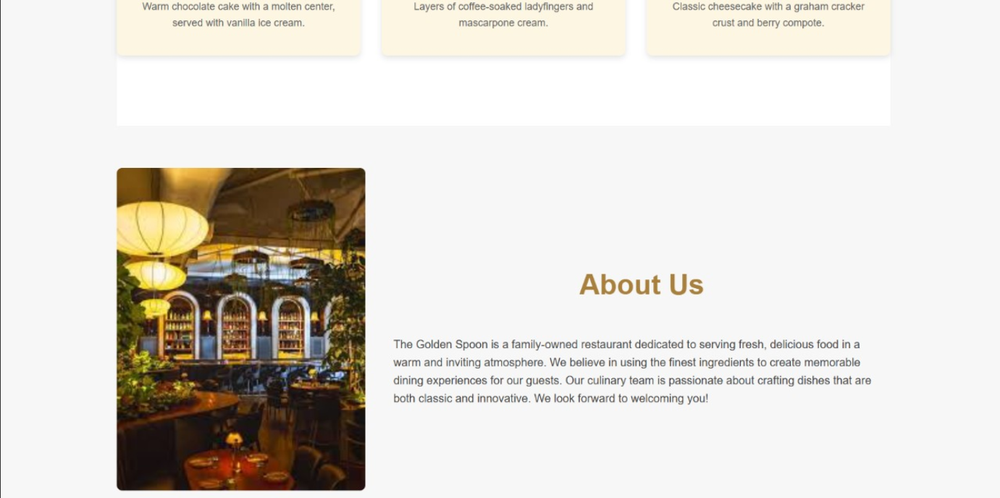 Warm chocolate cake with a molten center,
served with vanilla ice cream.
Layers of coffee-soaked ladyfingers and
mascarpone cream.
Classic cheesecake with a graham cracker
crust and berry compote.
About Us
The Golden Spoon is a family-owned restaurant dedicated to serving fresh, delicious food in a
warm and inviting atmosphere. We believe in using the finest ingredients to create memorable
dining experiences for our guests. Our culinary team is passionate about crafting dishes that are
both classic and innovative. We look forward to welcoming you!